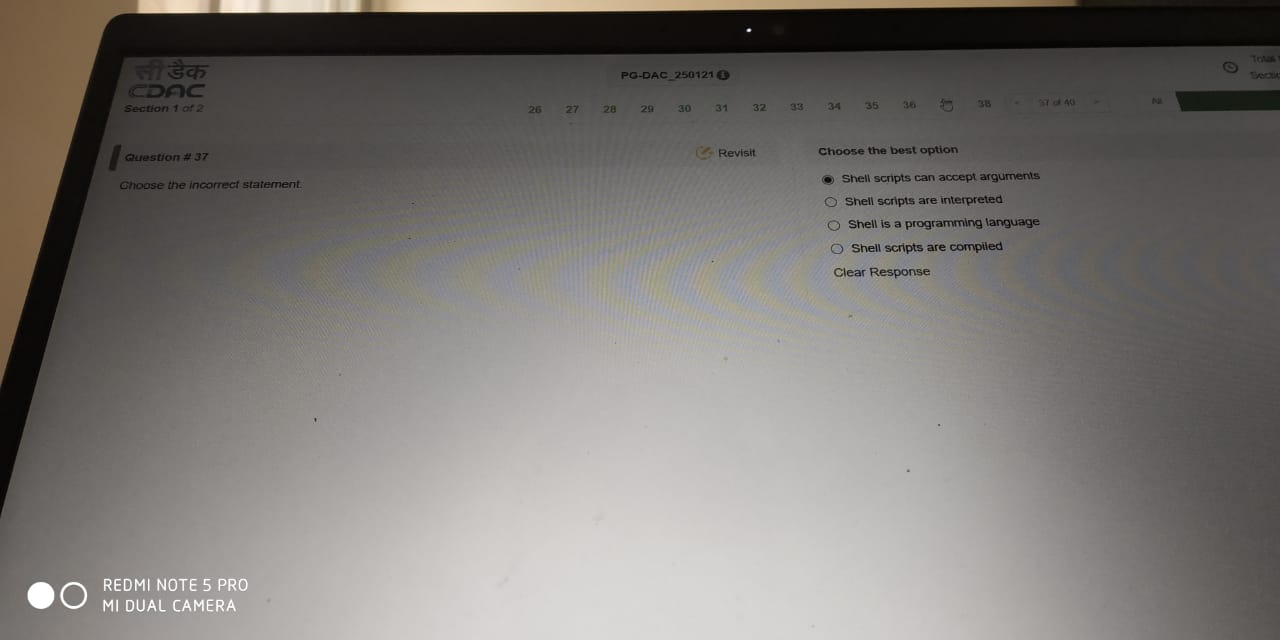 सी डैक
CDAC
Section 1 of 2
PG-DAC_250121
Total
26 27 28 29 30 31 32 33 34 35 36 38 < 37 of 40 > All
Question # 37
Revisit
Choose the incorrect statement.
Choose the best option
Shell scripts can accept arguments
Shell scripts are interpreted
Shell is a programming language
Shell scripts are compiled
Clear Response
REDMI NOTE 5 PRO
MI DUAL CAMERA